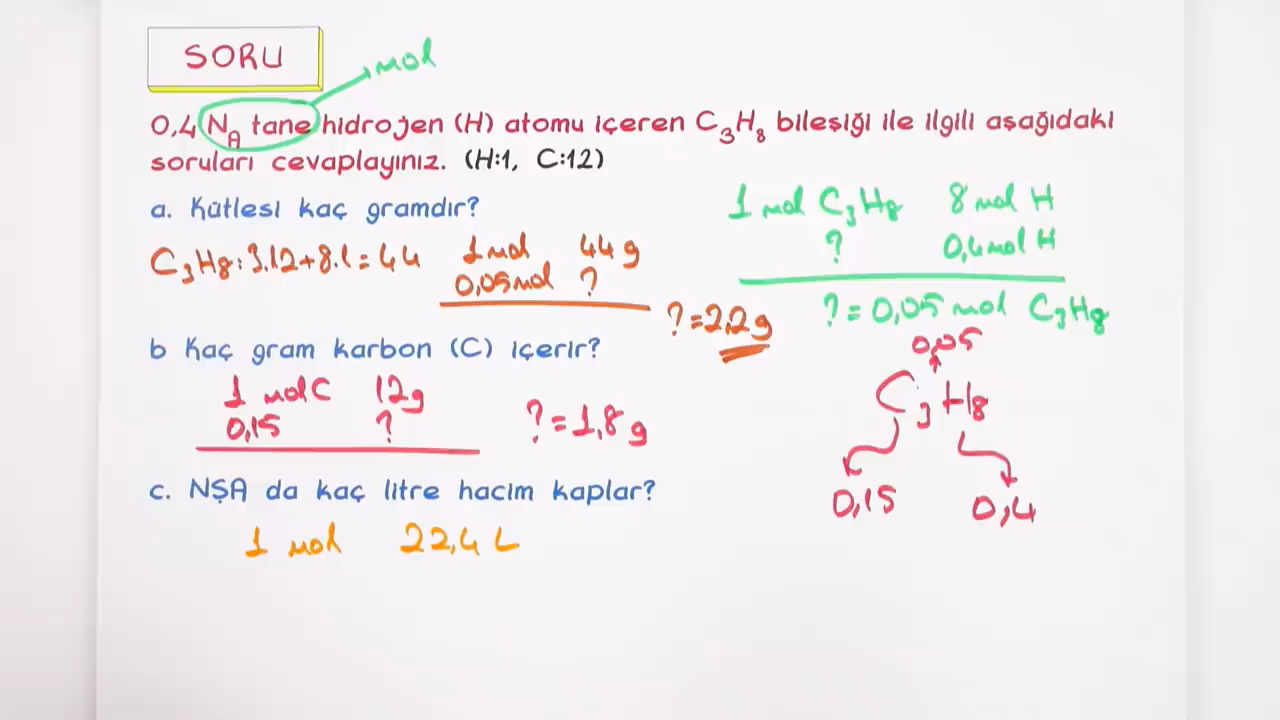 SORU
mol
0,4 N_A tane hidrojen (H) atomu içeren C₃H₈ bileşiği ile ilgili aşağıdaki
soruları cevaplayınız. (H:1, C:12)
a. Kütlesi kaç gramdır?
C₃H₈: 3.12+8.1=44
1 mol 44 g
0,05 mol ?
?=2,2 g
1 mol C₃H₈ 8 mol H
? 0,4 mol H
?=0,05 mol C₃H₈
b Kaç gram karbon (C) içerir?
1 mol C 12g
0,15 ?
?=1,8 g
0,05
C₃H₈
0,15 0,4
c. NŞA da kaç litre hacim kaplar?
1 mol 22,4 L